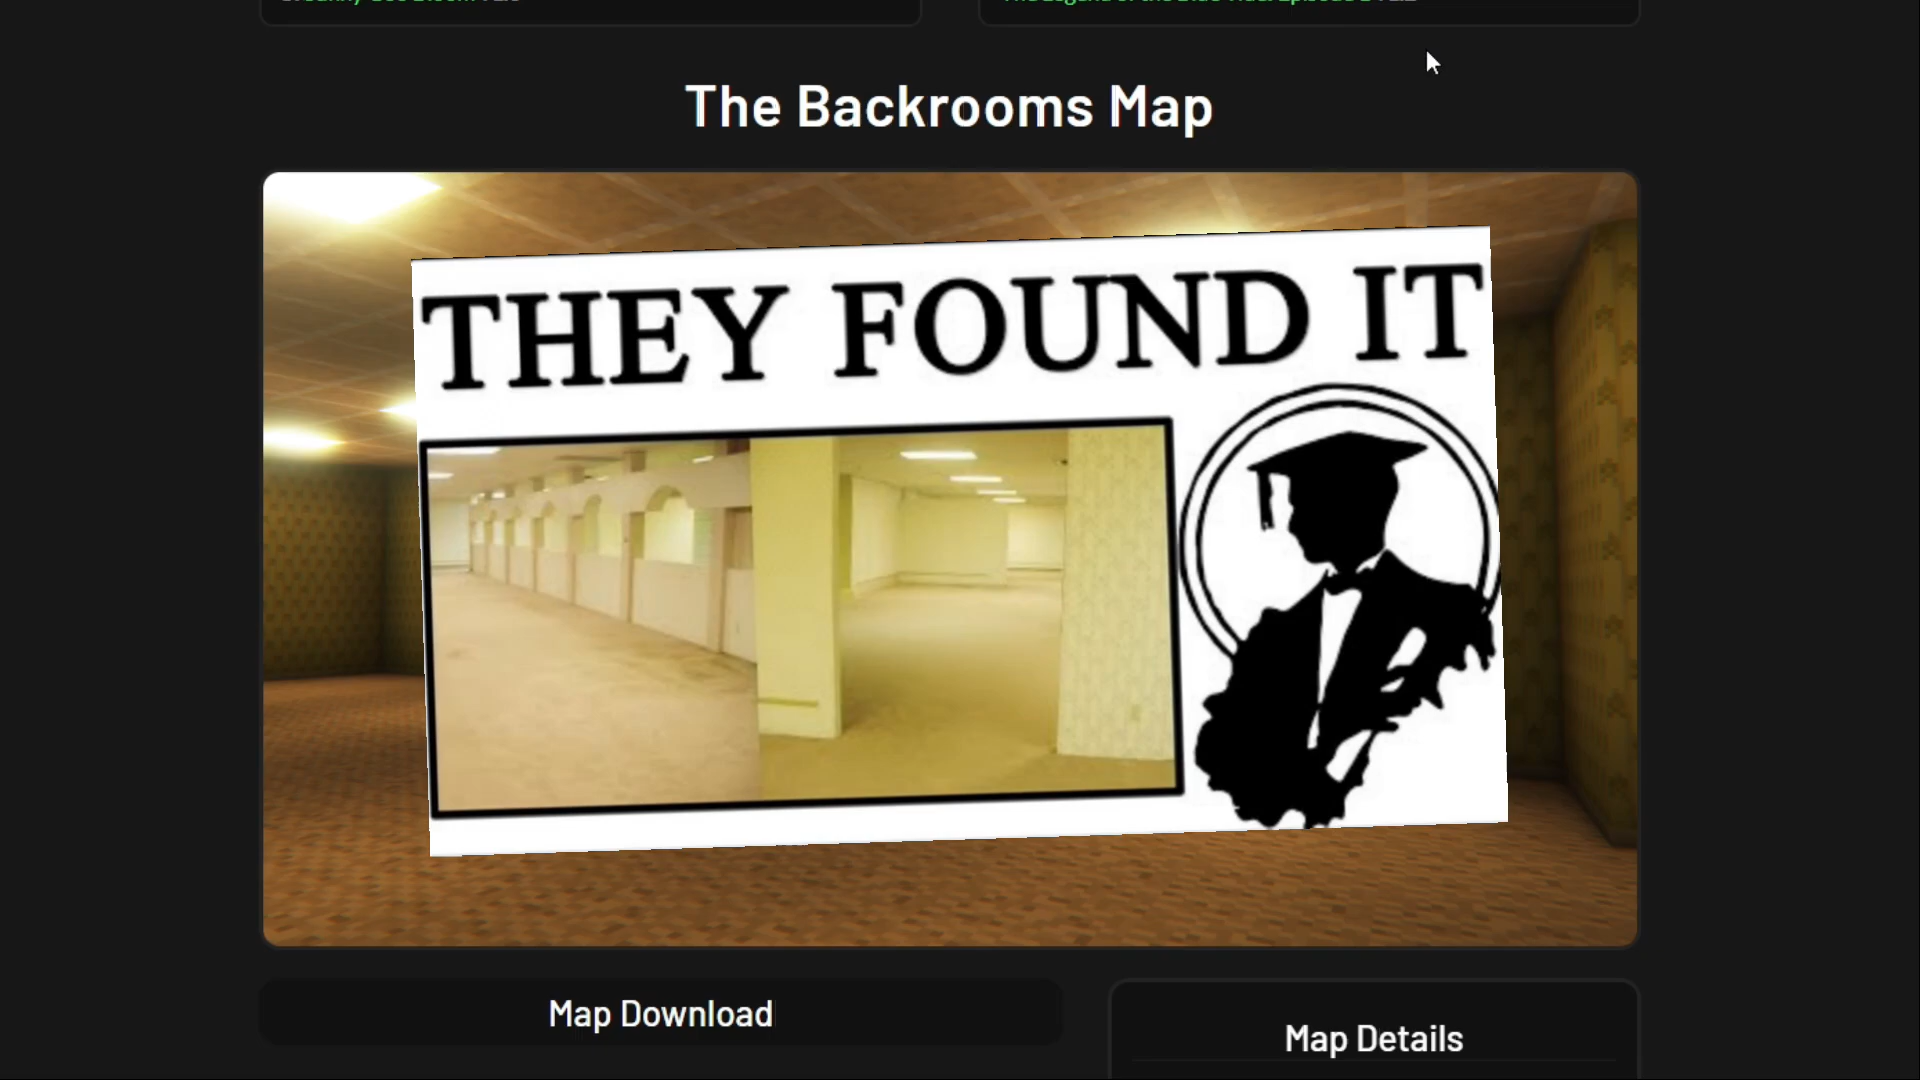 The Backrooms Map
THEY FOUND IT
Map Download
Map Details